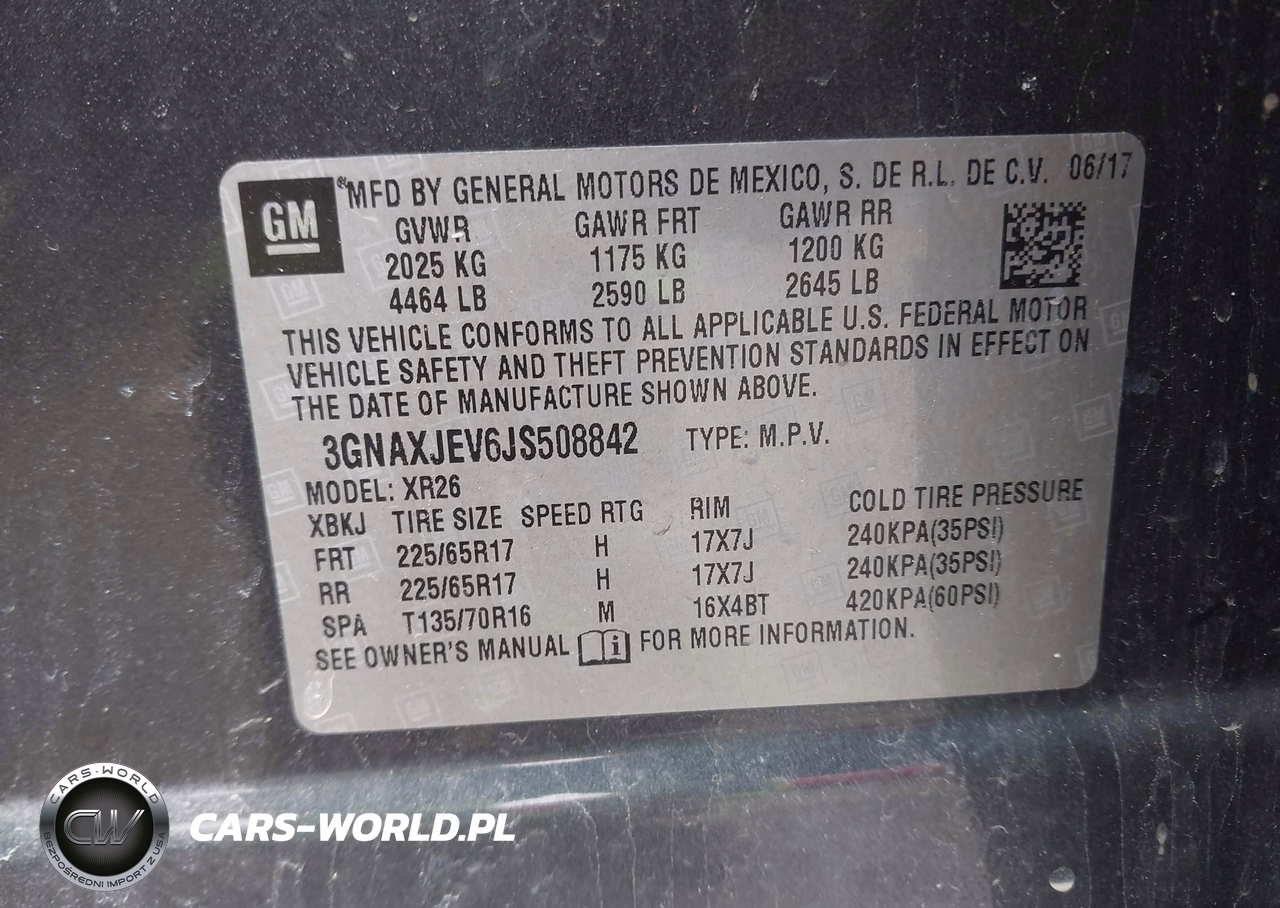 GM ®MFD BY GENERAL MOTORS DE MEXICO, S. DE R.L. DE C.V. 06/17
GVWR GAWR FRT GAWR RR
2025 KG 1175 KG 1200 KG
4464 LB 2590 LB 2645 LB
THIS VEHICLE CONFORMS TO ALL APPLICABLE U.S. FEDERAL MOTOR
VEHICLE SAFETY AND THEFT PREVENTION STANDARDS IN EFFECT ON
THE DATE OF MANUFACTURE SHOWN ABOVE.
3GNAXJEV6JS508842 TYPE: M.P.V.
MODEL: XR26
XBKJ TIRE SIZE SPEED RTG RIM COLD TIRE PRESSURE
FRT 225/65R17 H 17X7J 240KPA(35PSI)
RR 225/65R17 H 17X7J 240KPA(35PSI)
SPA T135/70R16 M 16X4BT 420KPA(60PSI)
SEE OWNER'S MANUAL i FOR MORE INFORMATION.
CARS-WORLD
CW
BEZPOŚREDNI IMPORT Z USA
CARS-WORLD.PL